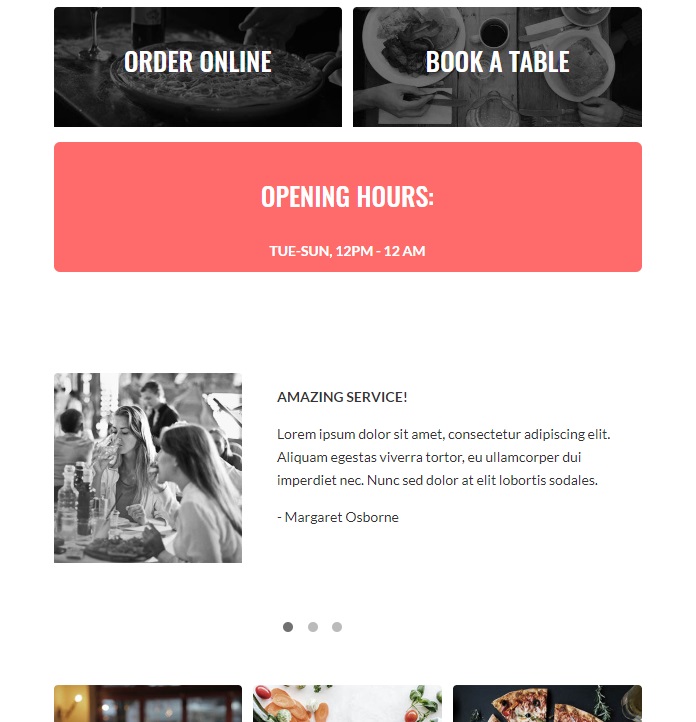 ORDER ONLINE
BOOK A TABLE
OPENING HOURS:
TUE-SUN, 12PM - 12 AM
AMAZING SERVICE!
Lorem ipsum dolor sit amet, consectetur adipiscing elit.
Aliquam egestas viverra tortor, eu ullamcorper dui
imperdiet nec. Nunc sed dolor at elit lobortis sodales.
- Margaret Osborne